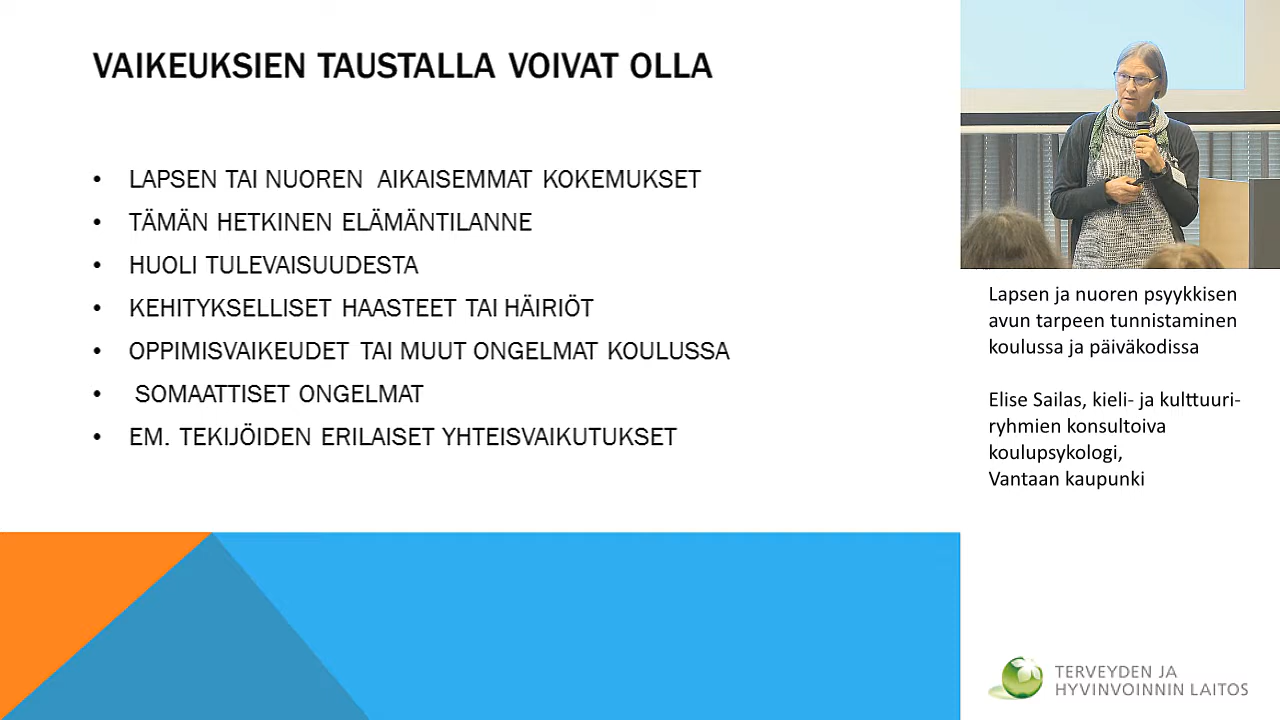 VAIKEUKSIEN TAUSTALLA VOIVAT OLLA
• LAPSEN TAI NUOREN AIKAISEMMAT KOKEMUKSET
• TÄMÄN HETKINEN ELÄMÄNTILANNE
• HUOLI TULEVAISUUDESTA
• KEHITYKSELLISET HAASTEET TAI HÄIRIÖT
• OPPIMISVAIKEUDET TAI MUUT ONGELMAT KOULUSSA
• SOMAATTISET ONGELMAT
• EM. TEKIJÖIDEN ERILAISET YHTEISVAIKUTUKSET
Lapsen ja nuoren psyykkisen
avun tarpeen tunnistaminen
koulussa ja päiväkodissa
Elise Sailas, kieli- ja kulttuuri-
ryhmien konsultoiva
koulupsykologi,
Vantaan kaupunki
TERVEYDEN JA
HYVINVOINNIN LAITOS